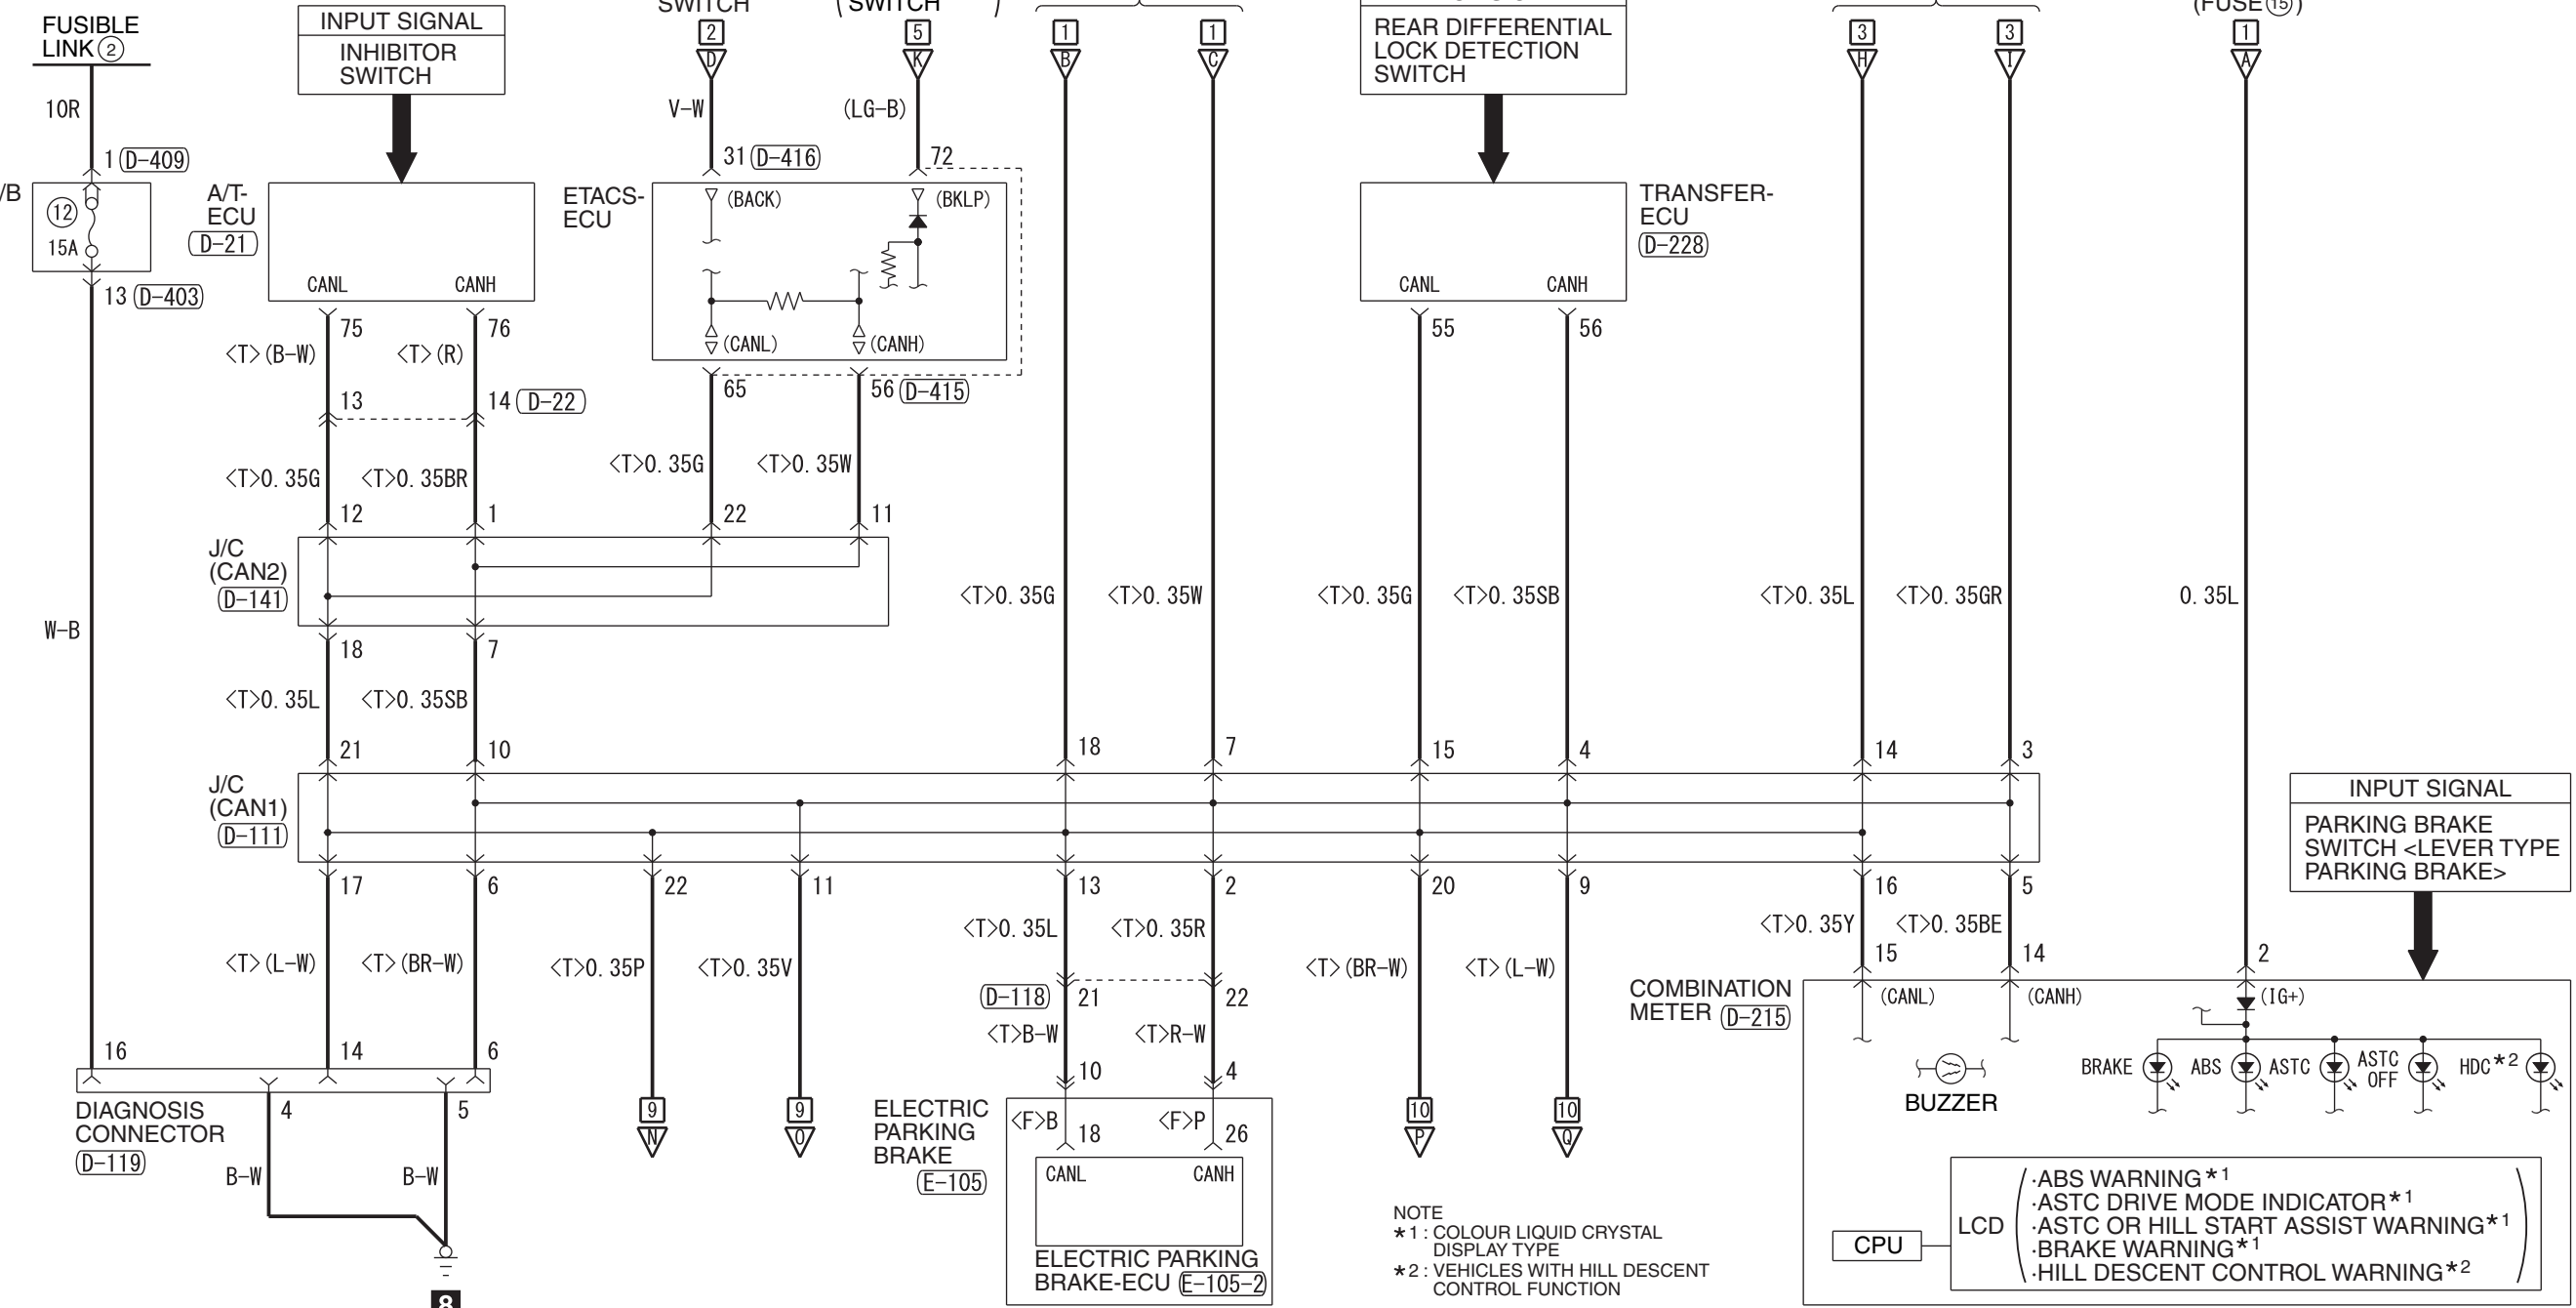 FUSIBLE
LINK②
INPUT SIGNAL
INHIBITOR
SWITCH
SWITCH
( SWITCH )
REAR DIFFERENTIAL
LOCK DETECTION
SWITCH
(FUSE⑮)
2
D
5
K
1
B
1
C
3
H
3
I
1
A
10R
V-W
(LG-B)
1 (D-409)
31 (D-416)
72
/B
⑫
15A
13 (D-403)
A/T-
ECU
(D-21)
CANL
CANH
ETACS-
ECU
(BACK)
(BKLP)
(CANL)
(CANH)
TRANSFER-
ECU
(D-228)
CANL
CANH
75
76
55
56
<T>(B-W)
<T>(R)
13
14 (D-22)
65
56 (D-415)
<T>0.35G
<T>0.35BR
<T>0.35G
<T>0.35W
12
1
22
11
J/C
(CAN2)
(D-141)
<T>0.35G
<T>0.35W
<T>0.35G
<T>0.35SB
<T>0.35L
<T>0.35GR
0.35L
W-B
18
7
<T>0.35L
<T>0.35SB
21
10
18
7
15
4
14
3
J/C
(CAN1)
(D-111)
INPUT SIGNAL
PARKING BRAKE
SWITCH <LEVER TYPE
PARKING BRAKE>
17
6
22
11
13
2
20
9
16
5
<T>(L-W)
<T>(BR-W)
<T>0.35P
<T>0.35V
<T>0.35L
<T>0.35R
<T>(BR-W)
<T>(L-W)
<T>0.35Y
<T>0.35BE
15
14
2
(D-118)
21
22
<T>B-W
<T>R-W
COMBINATION
METER (D-215)
(CANL)
(CANH)
(IG+)
16
14
6
10
4
BUZZER
BRAKE
ABS
ASTC
ASTC
OFF
HDC*2
DIAGNOSIS
CONNECTOR
(D-119)
4
5
B-W
B-W
8
9
N
9
O
ELECTRIC
PARKING
BRAKE
(E-105)
<F>B
<F>P
18
26
CANL
CANH
ELECTRIC PARKING
BRAKE-ECU (E-105-2)
10
P
10
Q
NOTE
*1 : COLOUR LIQUID CRYSTAL
DISPLAY TYPE
*2 : VEHICLES WITH HILL DESCENT
CONTROL FUNCTION
CPU
LCD
·ABS WARNING*1
·ASTC DRIVE MODE INDICATOR*1
·ASTC OR HILL START ASSIST WARNING*1
·BRAKE WARNING*1
·HILL DESCENT CONTROL WARNING*2